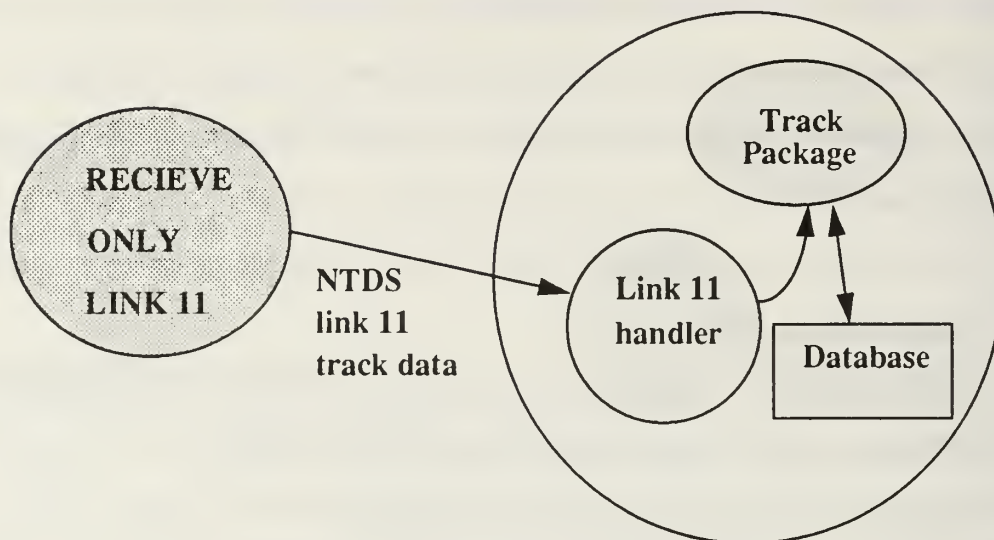 RECIEVE
ONLY
LINK 11
NTDS
link 11
track data
Link 11
handler
Track
Package
Database